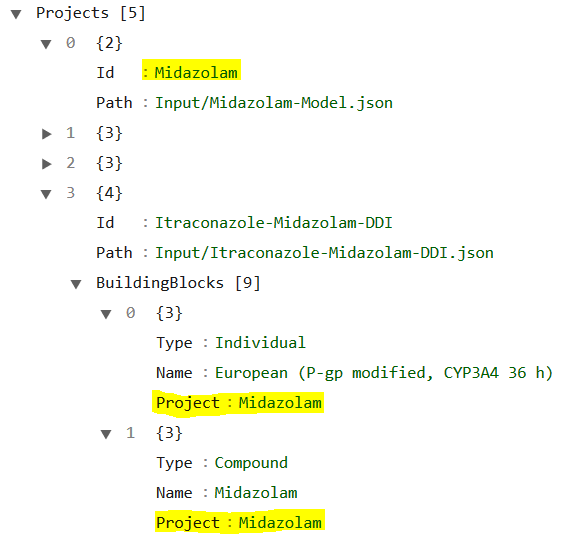 Projects [5]
0 {2}
Id : Midazolam
Path : Input/Midazolam-Model.json
1 {3}
2 {3}
3 {4}
Id : Itraconazole-Midazolam-DDI
Path : Input/Itraconazole-Midazolam-DDI.json
BuildingBlocks [9]
0 {3}
Type : Individual
Name : European (P-gp modified, CYP3A4 36 h)
Project : Midazolam
1 {3}
Type : Compound
Name : Midazolam
Project : Midazolam